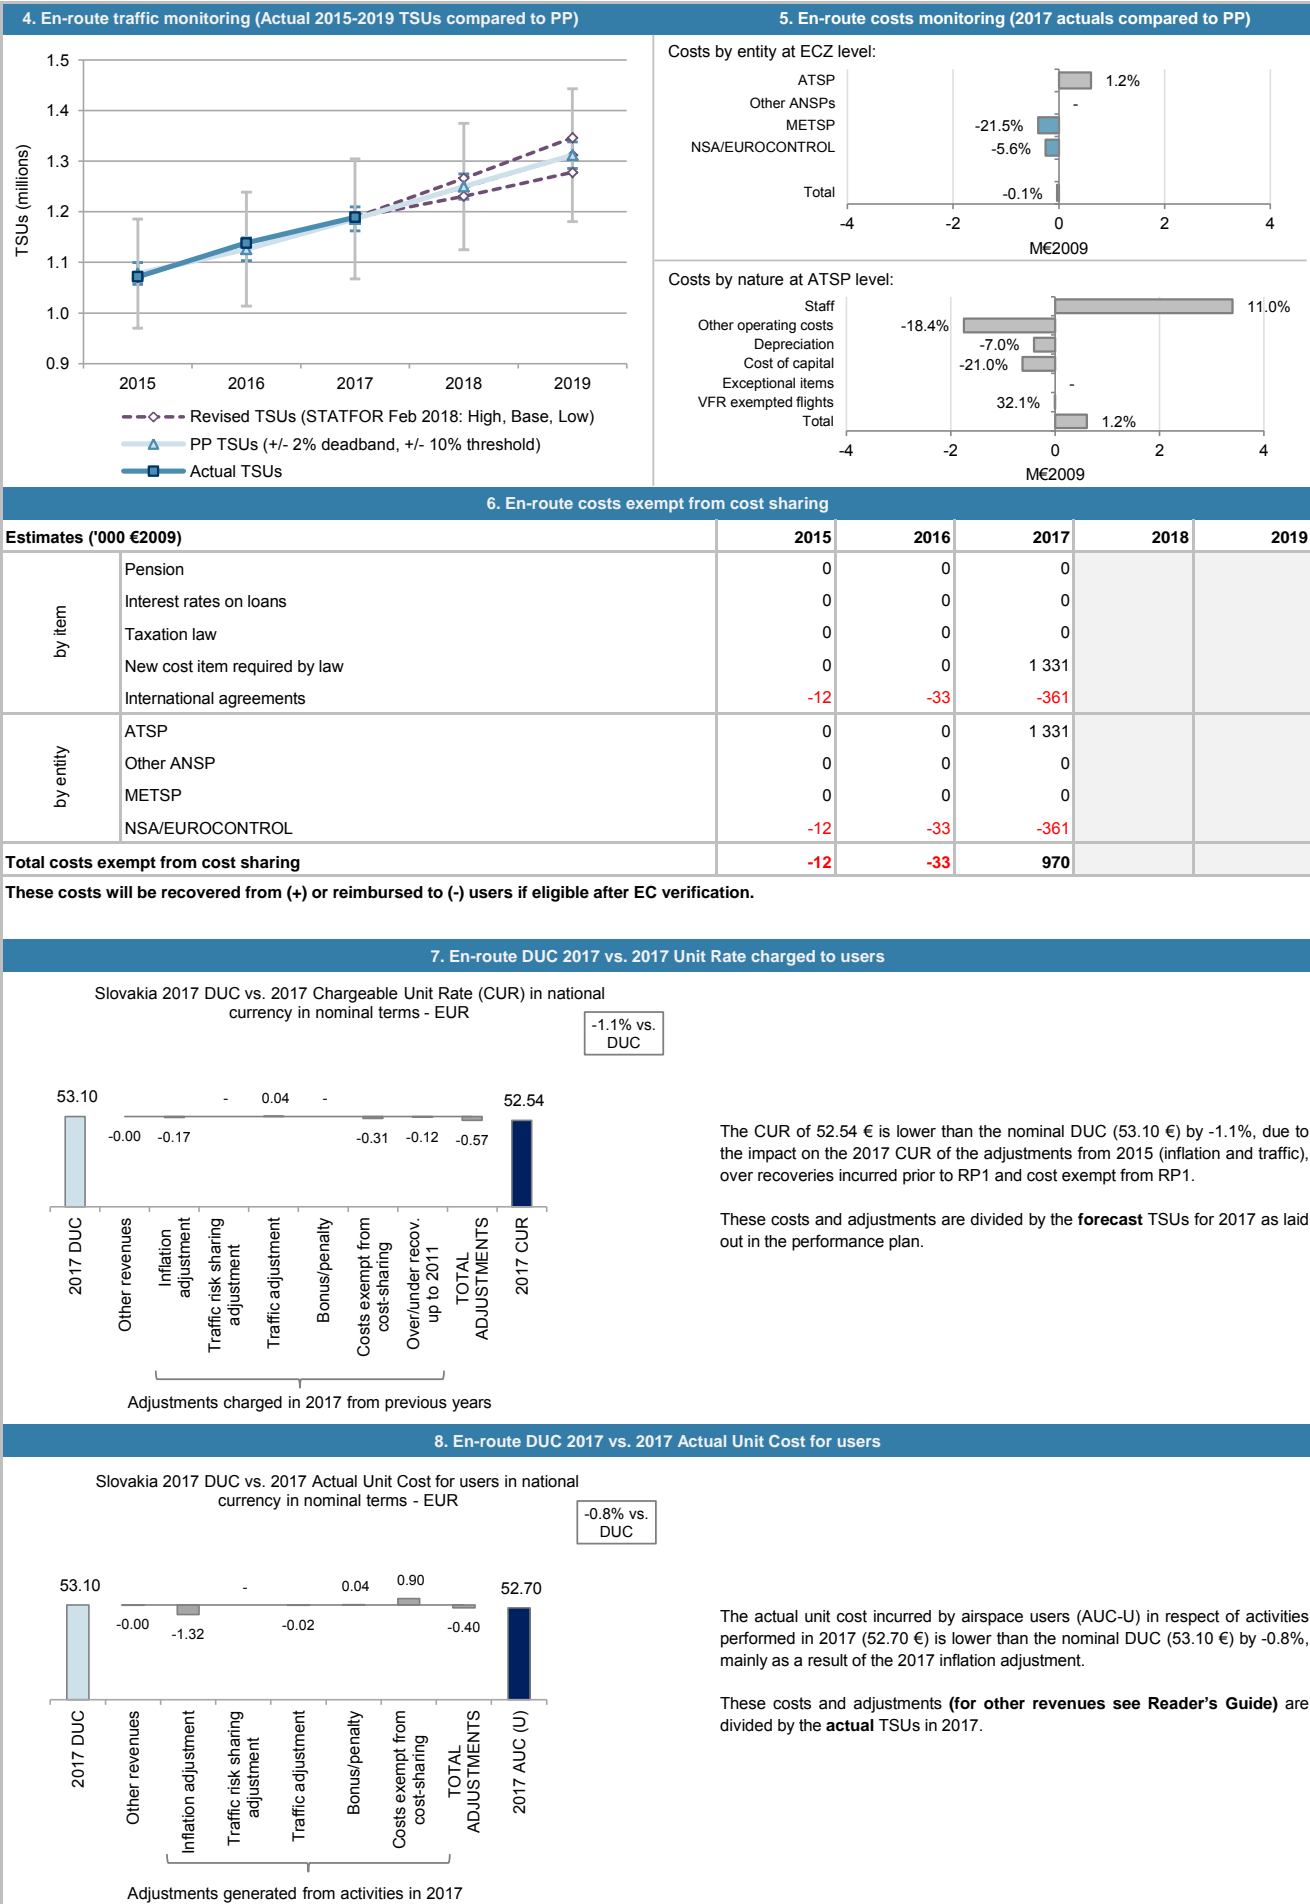 4. En-route traffic monitoring (Actual 2015-2019 TSUs compared to PP)
1.5
1.4
1.3
1.2
1.1
1.0
0.9
TSUs (millions)
2015 2016 2017 2018 2019
Revised TSUs (STATFOR Feb 2018: High, Base, Low)
PP TSUs (+/- 2% deadband, +/- 10% threshold)
Actual TSUs
5. En-route costs monitoring (2017 actuals compared to PP)
Costs by entity at ECZ level:
ATSP 1.2%
Other ANSPs -
METSP -21.5%
NSA/EUROCONTROL -5.6%
Total -0.1%
-4 -2 0 2 4
M€2009
Costs by nature at ATSP level:
Staff 11.0%
Other operating costs -18.4%
Depreciation -7.0%
Cost of capital -21.0%
Exceptional items -
VFR exempted flights 32.1%
Total 1.2%
-4 -2 0 2 4
M€2009
6. En-route costs exempt from cost sharing
Estimates ('000 €2009) 2015 2016 2017 2018 2019
by item
Pension 0 0 0
Interest rates on loans 0 0 0
Taxation law 0 0 0
New cost item required by law 0 0 1 331
International agreements -12 -33 -361
by entity
ATSP 0 0 1 331
Other ANSP 0 0 0
METSP 0 0 0
NSA/EUROCONTROL -12 -33 -361
Total costs exempt from cost sharing -12 -33 970
These costs will be recovered from (+) or reimbursed to (-) users if eligible after EC verification.
7. En-route DUC 2017 vs. 2017 Unit Rate charged to users
Slovakia 2017 DUC vs. 2017 Chargeable Unit Rate (CUR) in national
currency in nominal terms - EUR
-1.1% vs.
DUC
53.10 -0.00 -0.17 - 0.04 - -0.31 -0.12 -0.57 52.54
2017 DUC
Other revenues
Inflation
adjustment
Traffic risk sharing
adjustment
Traffic adjustment
Bonus/penalty
Costs exempt from
cost-sharing
Over/under recov.
up to 2011
TOTAL
ADJUSTMENTS
2017 CUR
Adjustments charged in 2017 from previous years
The CUR of 52.54 € is lower than the nominal DUC (53.10 €) by -1.1%, due to
the impact on the 2017 CUR of the adjustments from 2015 (inflation and traffic),
over recoveries incurred prior to RP1 and cost exempt from RP1.
These costs and adjustments are divided by the forecast TSUs for 2017 as laid
out in the performance plan.
8. En-route DUC 2017 vs. 2017 Actual Unit Cost for users
Slovakia 2017 DUC vs. 2017 Actual Unit Cost for users in national
currency in nominal terms - EUR
-0.8% vs.
DUC
53.10 -0.00 -1.32 - -0.02 0.04 0.90 -0.40 52.70
2017 DUC
Other revenues
Inflation adjustment
Traffic risk sharing
adjustment
Traffic adjustment
Bonus/penalty
Costs exempt from
cost-sharing
TOTAL
ADJUSTMENTS
2017 AUC (U)
Adjustments generated from activities in 2017
The actual unit cost incurred by airspace users (AUC-U) in respect of activities
performed in 2017 (52.70 €) is lower than the nominal DUC (53.10 €) by -0.8%,
mainly as a result of the 2017 inflation adjustment.
These costs and adjustments (for other revenues see Reader's Guide) are
divided by the actual TSUs in 2017.